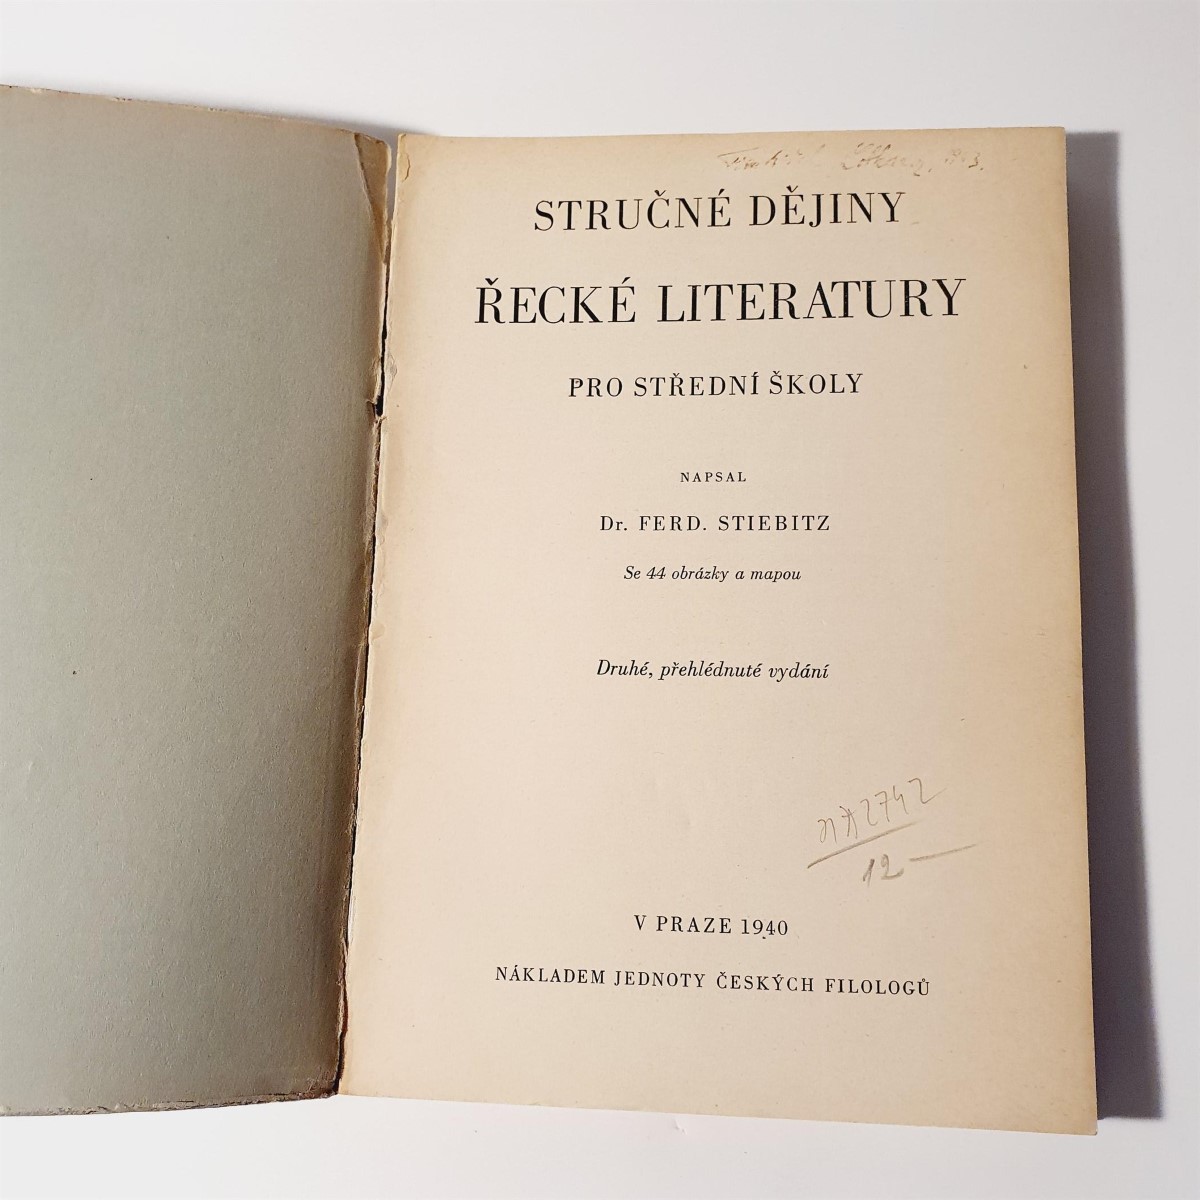 STRUČNÉ DĚJINY
ŘECKÉ LITERATURY
PRO STŘEDNÍ ŠKOLY
NAPSAL
Dr. FERD. STIEBITZ
Se 44 obrázky a mapou
Druhé, přehlédnuté vydání
2742
12—
V PRAZE 1940
NÁKLADEM JEDNOTY ČESKÝCH FILOLOGŮ